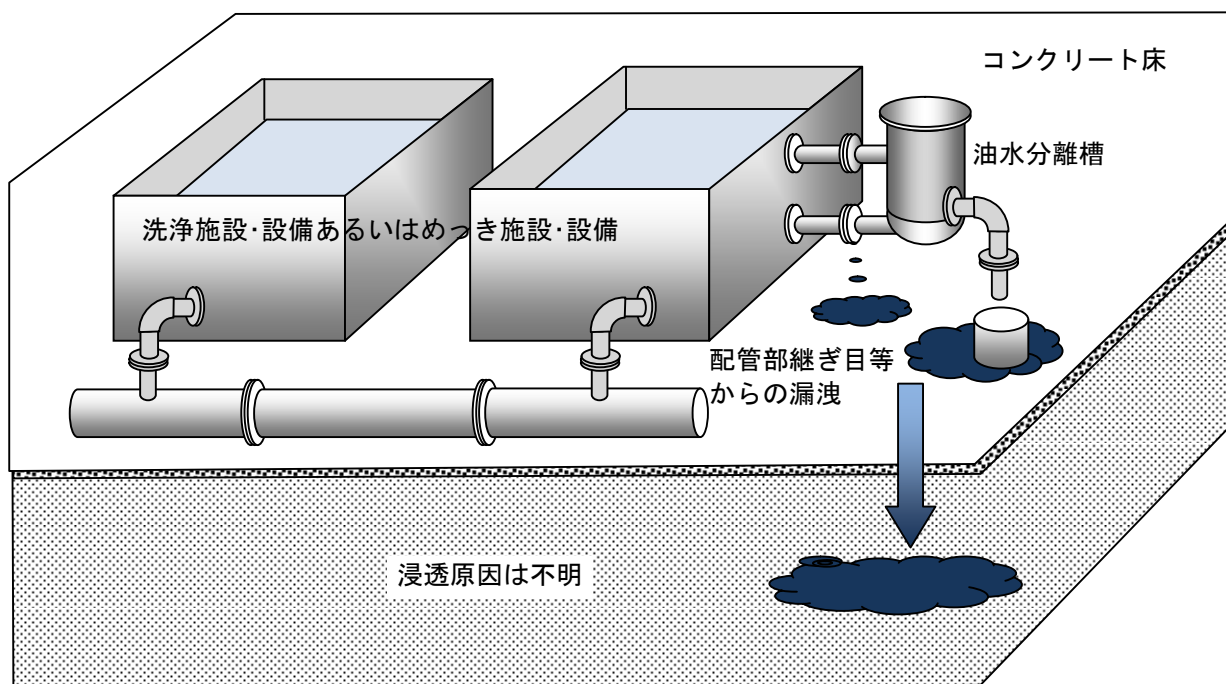 コンクリート床
油水分離槽
洗浄施設･設備あるいはめっき施設･設備
配管部継ぎ目等
からの漏洩
浸透原因は不明